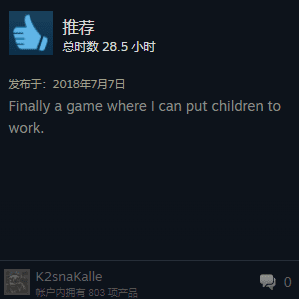 推荐
总时数 28.5 小时
发布于：2018年7月7日
Finally a game where I can put children to
work.
K2snaKalle
帐户内拥有 803 项产品
0